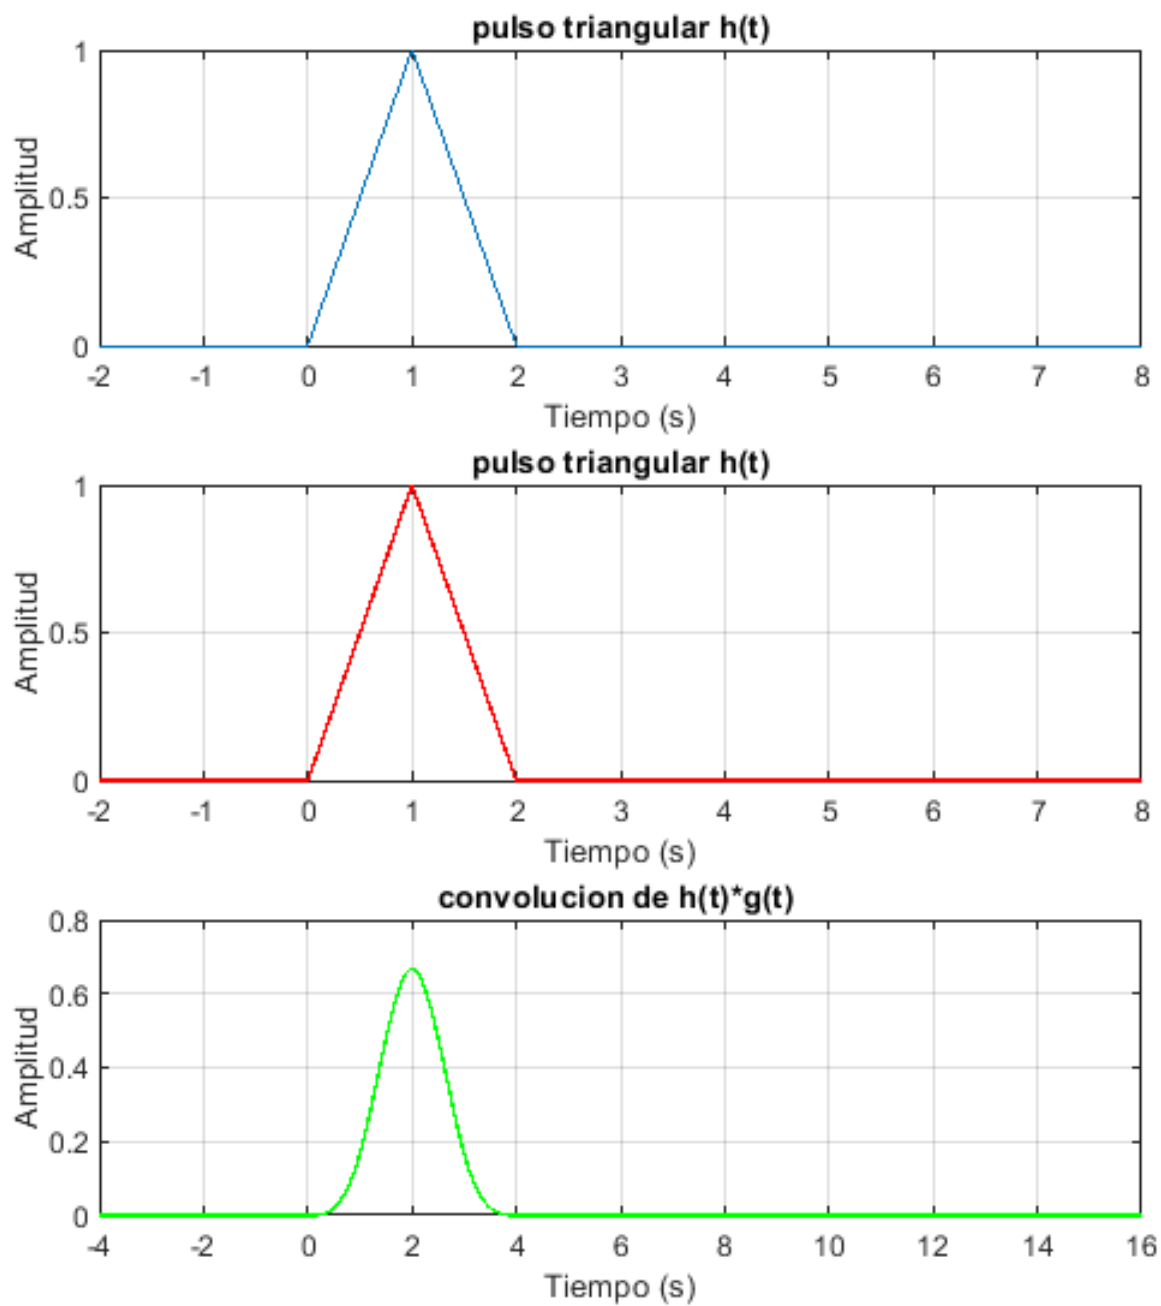 pulso triangular h(t)
1
0.5
0
Amplitud
-2 -1 0 1 2 3 4 5 6 7 8
Tiempo (s)
pulso triangular h(t)
1
0.5
0
Amplitud
-2 -1 0 1 2 3 4 5 6 7 8
Tiempo (s)
convolucion de h(t)*g(t)
0.8
0.6
0.4
0.2
0
Amplitud
-4 -2 0 2 4 6 8 10 12 14 16
Tiempo (s)